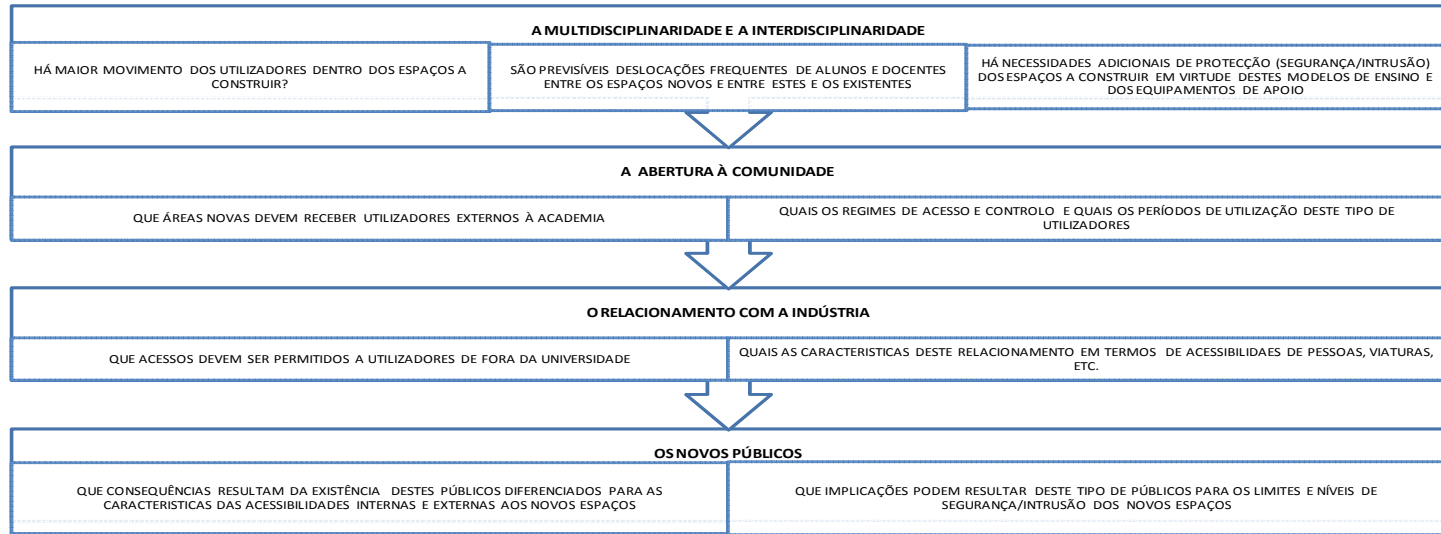 A MULTIDISCIPLINARIDADE E A INTERDISCIPLINARIDADE
HÁ MAIOR MOVIMENTO DOS UTILIZADORES DENTRO DOS ESPAÇOS A
CONSTRUIR?
SÃO PREVISÍVEIS DESLOCAÇÕES FREQUENTES DE ALUNOS E DOCENTES
ENTRE OS ESPAÇOS NOVOS E ENTRE ESTES E OS EXISTENTES
HÁ NECESSIDADES ADICIONAIS DE PROTECÇÃO (SEGURANÇA/INTRUSÃO)
DOS ESPAÇOS A CONSTRUIR EM VIRTUDE DESTES MODELOS DE ENSINO E
DOS EQUIPAMENTOS DE APOIO
A ABERTURA À COMUNIDADE
QUE ÁREAS NOVAS DEVEM RECEBER UTILIZADORES EXTERNOS À ACADEMIA
QUAIS OS REGIMES DE ACESSO E CONTROLO E QUAIS OS PERÍODOS DE UTILIZAÇÃO DESTE TIPO DE
UTILIZADORES
O RELACIONAMENTO COM A INDÚSTRIA
QUE ACESSOS DEVEM SER PERMITIDOS A UTILIZADORES DE FORA DA UNIVERSIDADE
QUAIS AS CARACTERISTICAS DESTE RELACIONAMENTO EM TERMOS DE ACESSIBILIDAES DE PESSOAS, VIATURAS,
ETC.
OS NOVOS PÚBLICOS
QUE CONSEQUÊNCIAS RESULTAM DA EXISTÊNCIA DESTES PÚBLICOS DIFERENCIADOS PARA AS
CARACTERISTICAS DAS ACESSIBILIDADES INTERNAS E EXTERNAS AOS NOVOS ESPAÇOS
QUE IMPLICAÇÕES PODEM RESULTAR DESTE TIPO DE PÚBLICOS PARA OS LIMITES E NÍVEIS DE
SEGURANÇA/INTRUSÃO DOS NOVOS ESPAÇOS